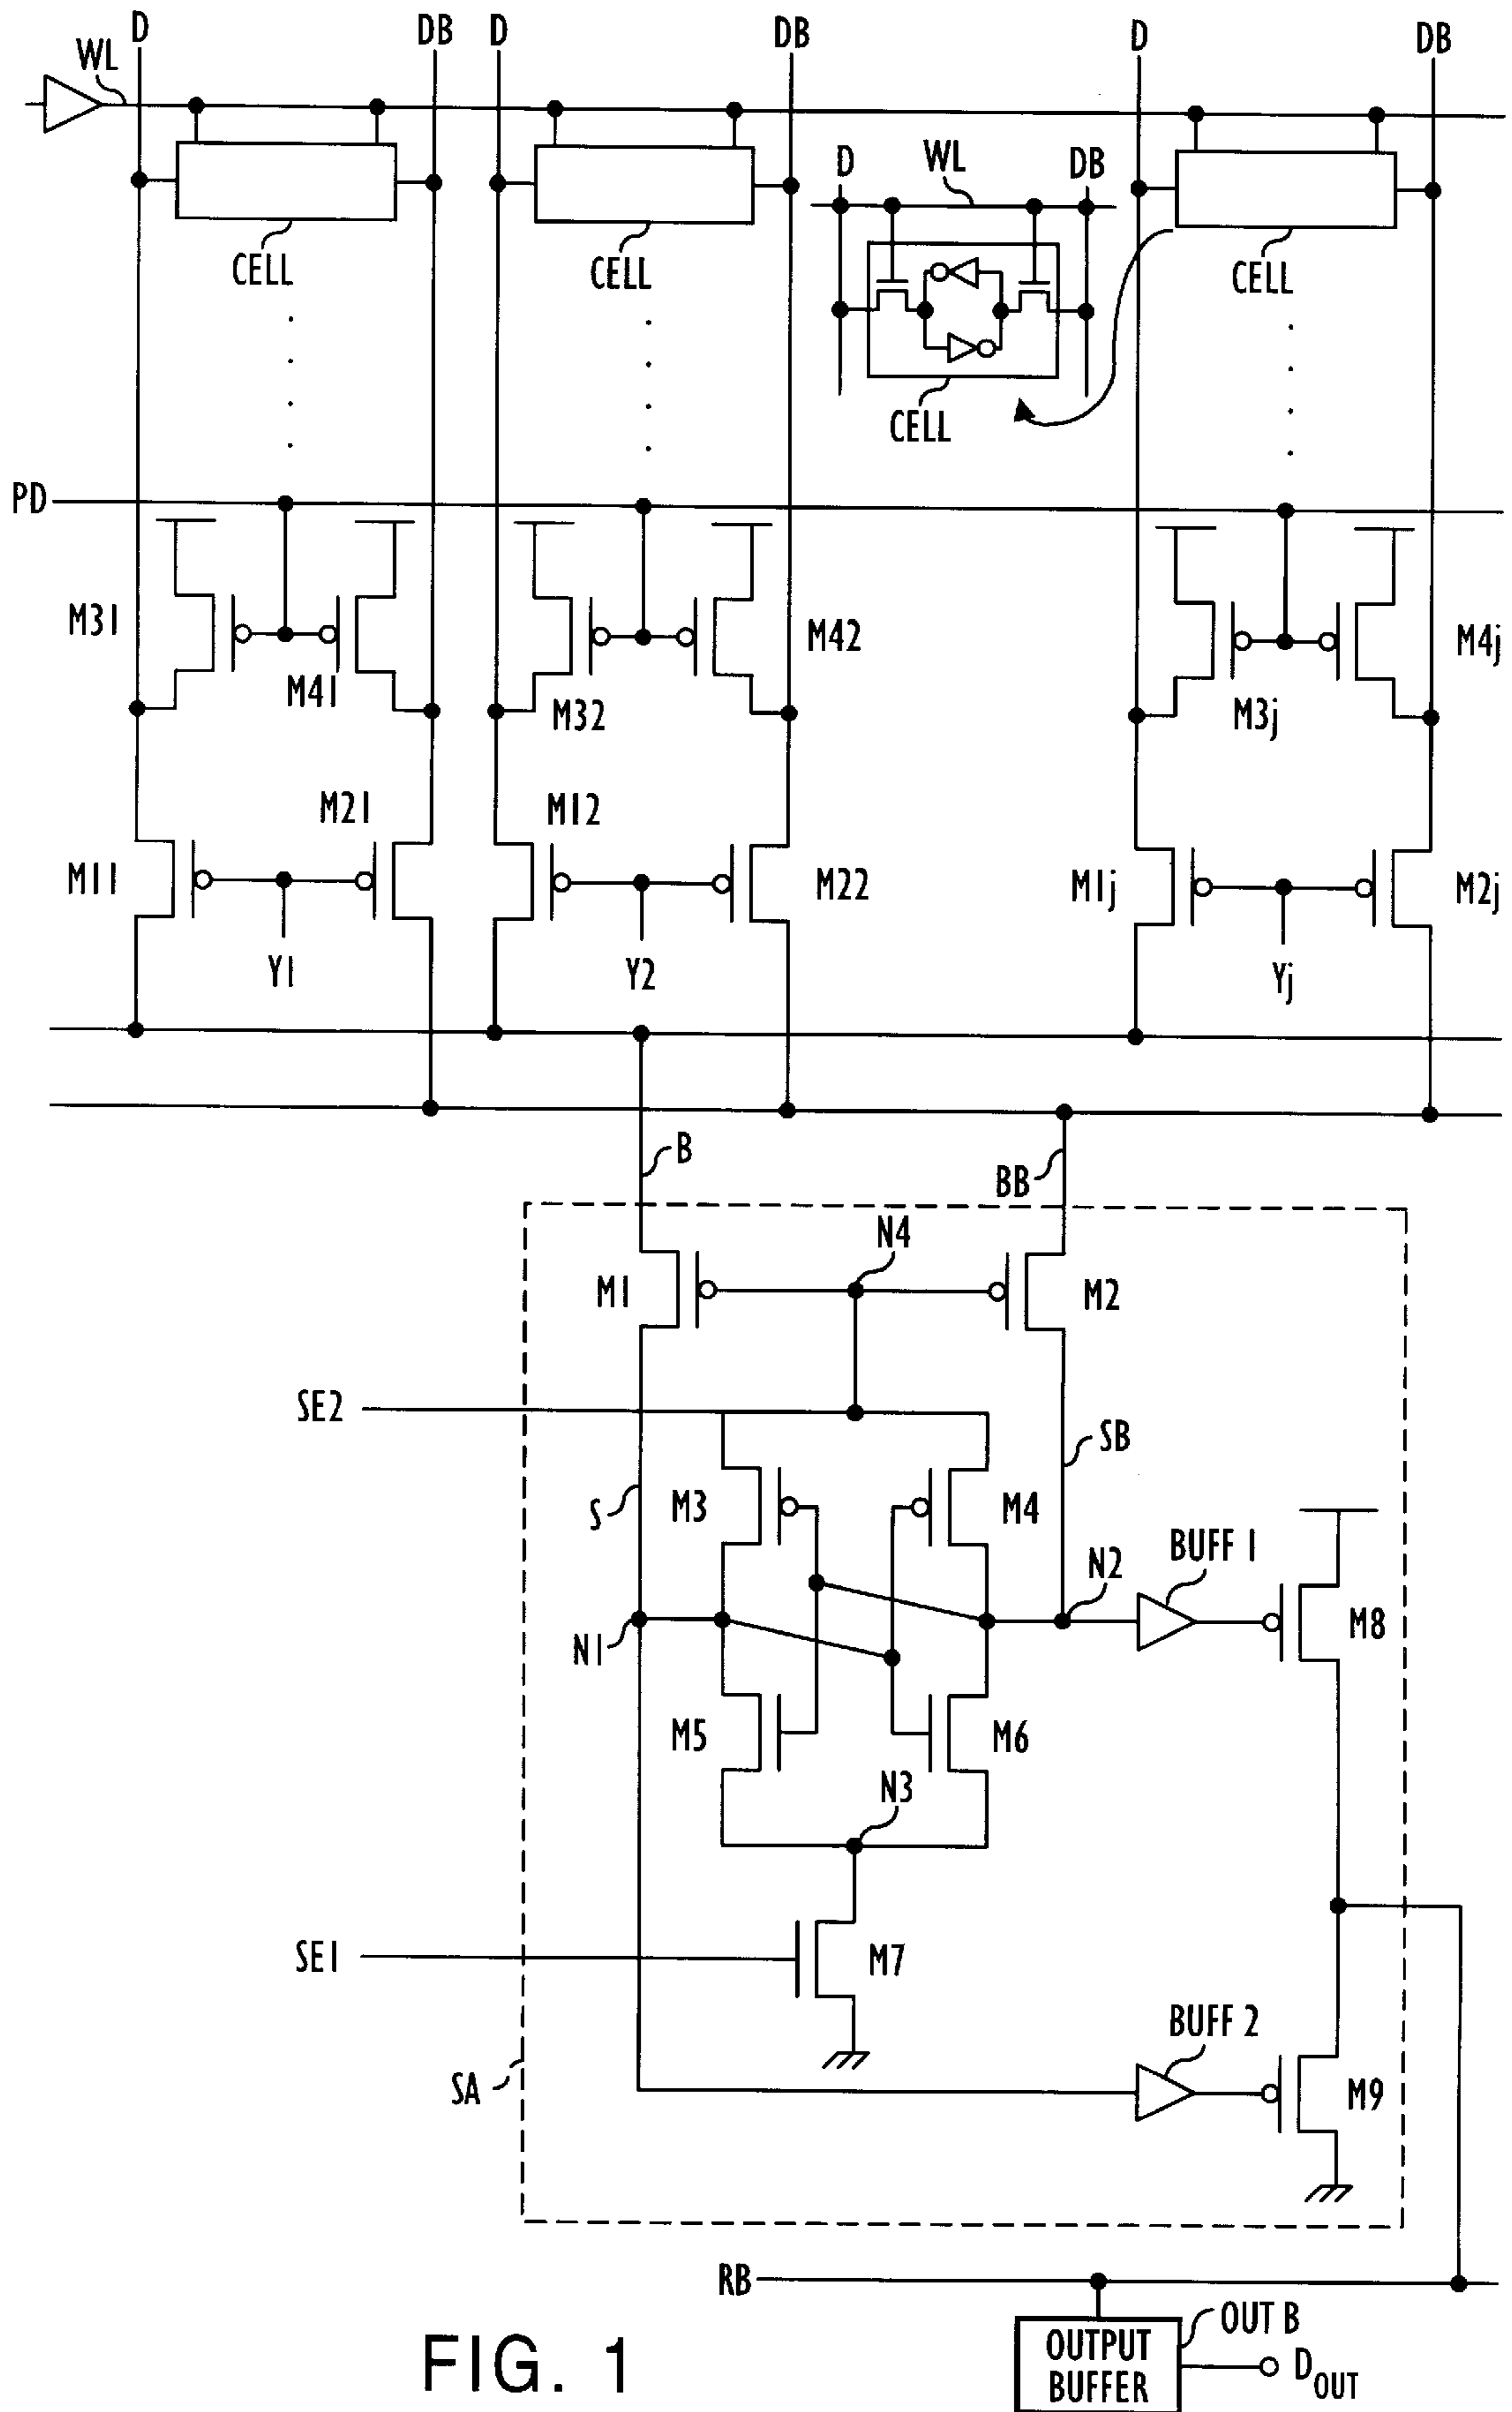 D DB D DB D DB
WL
D WL DB
CELL CELL CELL
CELL
PD
M31 M41 M32 M42 M3j M4j
M11 M21 M12 M22 M1j M2j
Y1 Y2 Yj
B
BB
N4
M1 M2
SE2
SB
S M3 M4
BUFF 1
N2
N1 M8
M5 M6
N3
SE1 M7
BUFF 2
SA M9
RB
OUT B
OUTPUT
BUFFER
DOUT
FIG. 1